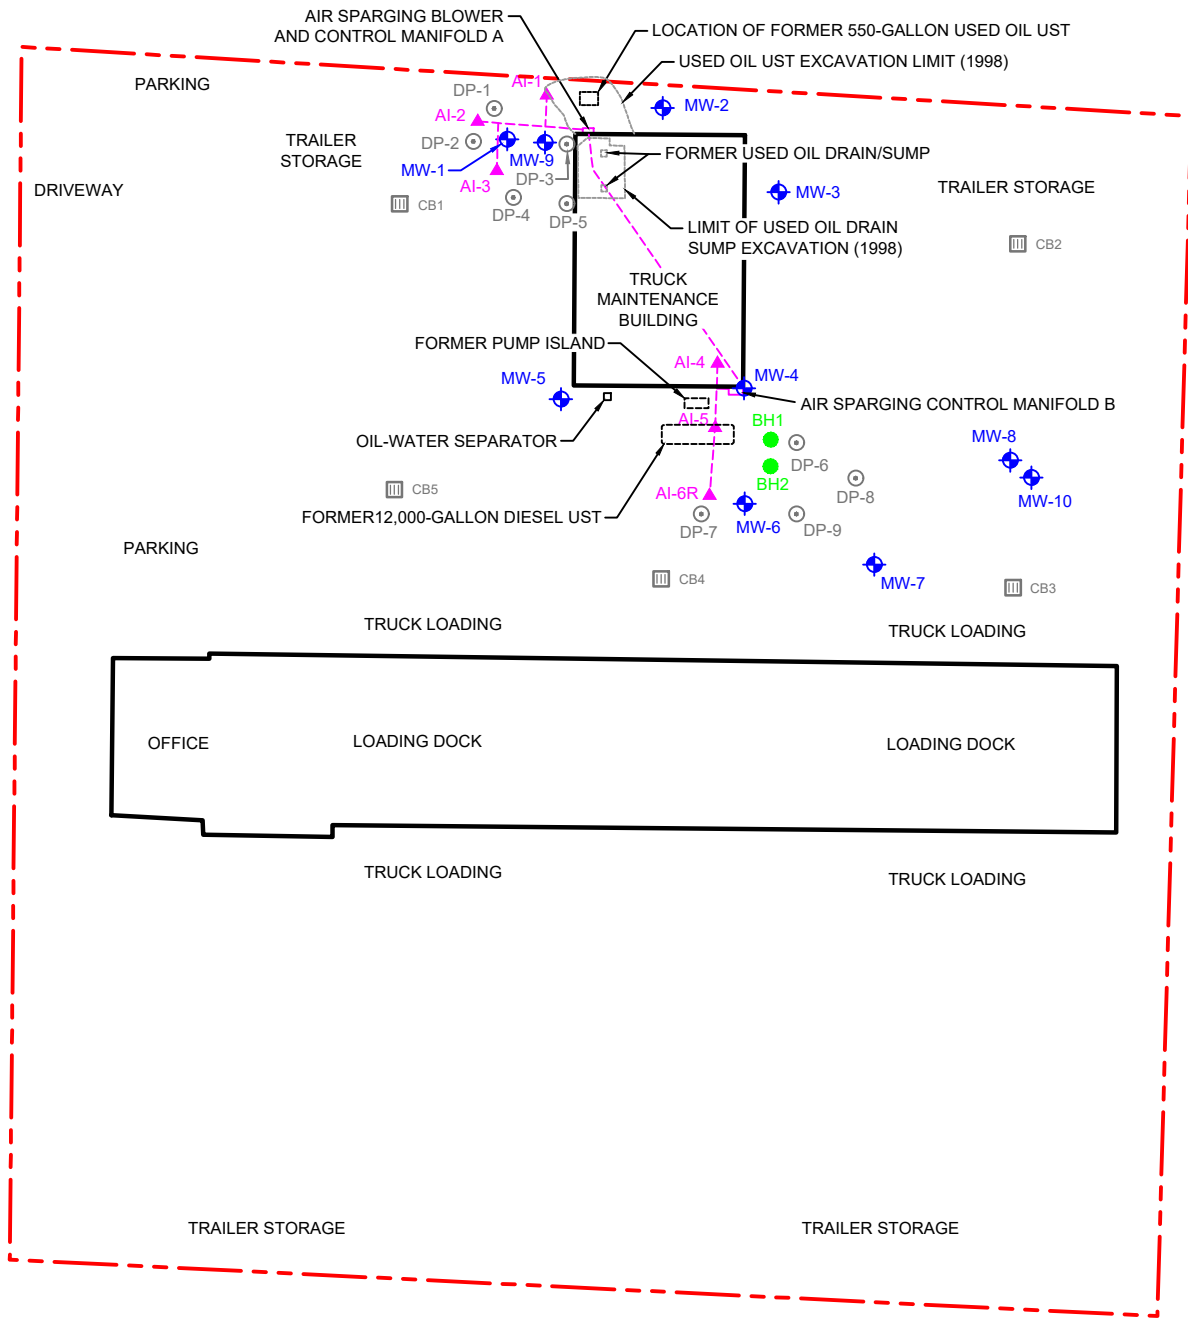 AIR SPARGING BLOWER
AND CONTROL MANIFOLD A
LOCATION OF FORMER 550-GALLON USED OIL UST
USED OIL UST EXCAVATION LIMIT (1998)
PARKING
AI-1
DP-1
MW-2
AI-2
TRAILER
STORAGE
DP-2
MW-1
MW-9
FORMER USED OIL DRAIN/SUMP
DP-3
AI-3
DRIVEWAY
MW-3
TRAILER STORAGE
CB1
DP-4
DP-5
LIMIT OF USED OIL DRAIN
SUMP EXCAVATION (1998)
CB2
TRUCK
MAINTENANCE
BUILDING
FORMER PUMP ISLAND
AI-4
MW-5
MW-4
AIR SPARGING CONTROL MANIFOLD B
AI-5
BH1
OIL-WATER SEPARATOR
MW-8
DP-6
BH2
CB5
AI-6R
DP-8
MW-10
FORMER12,000-GALLON DIESEL UST
DP-7
MW-6
DP-9
PARKING
CB4
MW-7
CB3
TRUCK LOADING
TRUCK LOADING
OFFICE
LOADING DOCK
LOADING DOCK
TRUCK LOADING
TRUCK LOADING
TRAILER STORAGE
TRAILER STORAGE